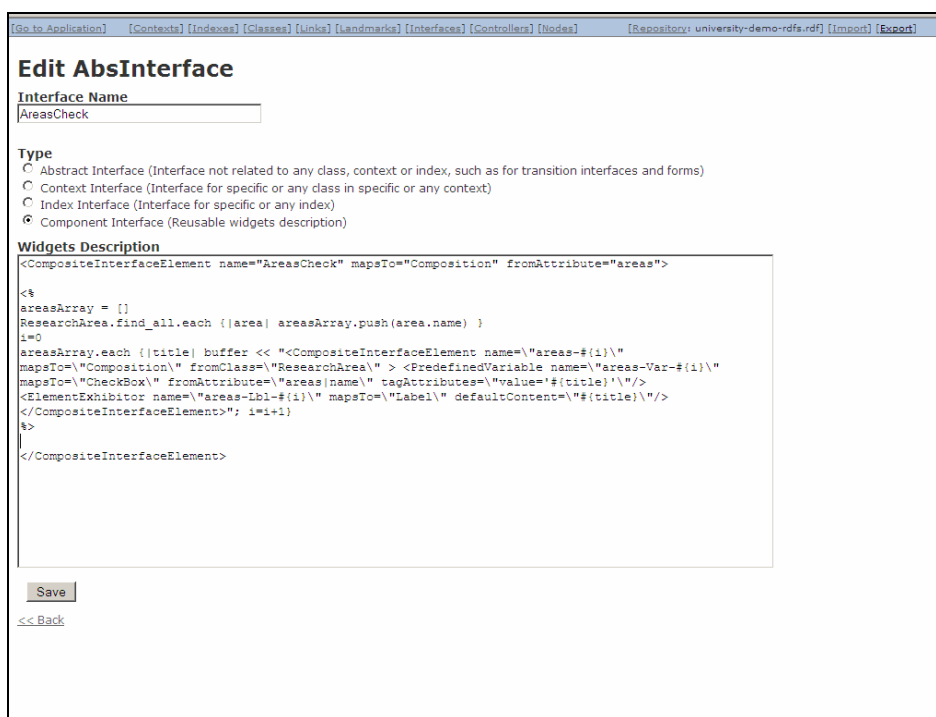 [Go to Application] [Contexts] [Indexes] [Classes] [Links] [Landmarks] [Interfaces] [Controllers] [Nodes] [Repository: university-demo-rdfs.rdf] [Import] [Export]
Edit AbsInterface
Interface Name
AreasCheck
Type
Abstract Interface (Interface not related to any class, context or index, such as for transition interfaces and forms)
Context Interface (Interface for specific or any class in specific or any context)
Index Interface (Interface for specific or any index)
Component Interface (Reusable widgets description)
Widgets Description
<CompositeInterfaceElement name="AreasCheck" mapsTo="Composition" fromAttribute="areas">
<%
areasArray = []
ResearchArea.find_all.each {|area| areasArray.push(area.name) }
i=0
areasArray.each {|title| buffer << "<CompositeInterfaceElement name=\"areas-#{i}\"
mapsTo=\"Composition\" fromClass=\"ResearchArea\" > <PredefinedVariable name=\"areas-Var-#{i}\"
mapsTo=\"CheckBox\" fromAttribute=\"areas|name\" tagAttributes=\"value='#{title}'\"/>
<ElementExhibitor name=\"areas-Lbl-#{i}\" mapsTo=\"Label\" defaultContent=\"#{title}\"/>
</CompositeInterfaceElement>"; i=i+1}
%>
</CompositeInterfaceElement>
Save
<< Back